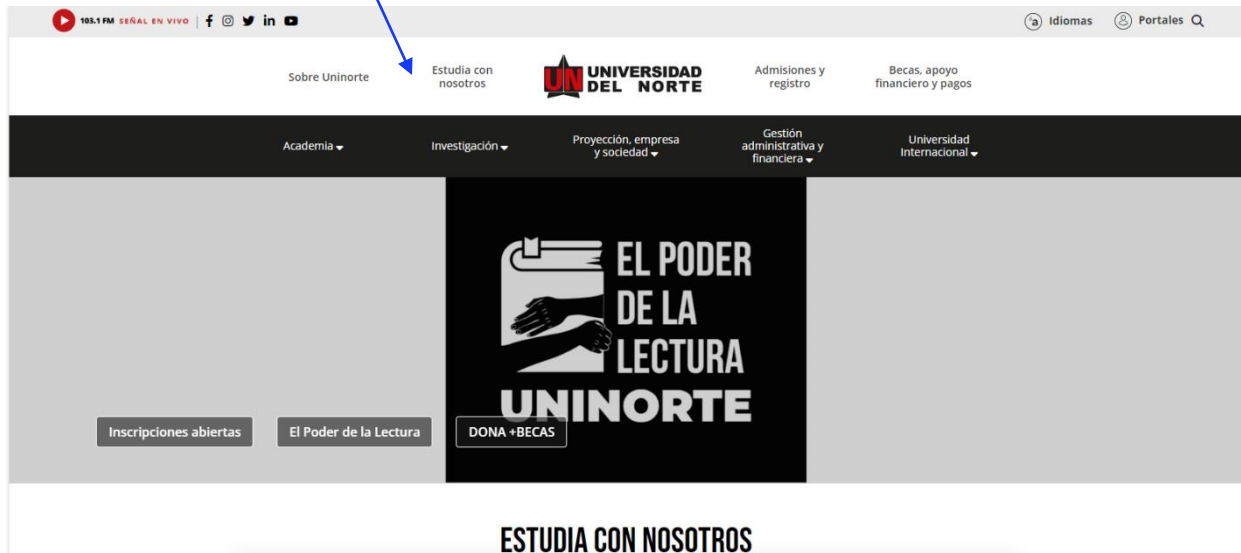 103.1 FM SEÑAL EN VIVO
Idiomas
Portales
Sobre Uninorte
Estudia con
nosotros
UN
UNIVERSIDAD
DEL NORTE
Admisiones y
registro
Becas, apoyo
financiero y pagos
Academia
Investigación
Proyección, empresa
y sociedad
Gestión
administrativa y
financiera
Universidad
Internacional
EL PODER
DE LA
LECTURA
UNINORTE
Inscripciones abiertas
El Poder de la Lectura
DONA +BECAS
ESTUDIA CON NOSOTROS